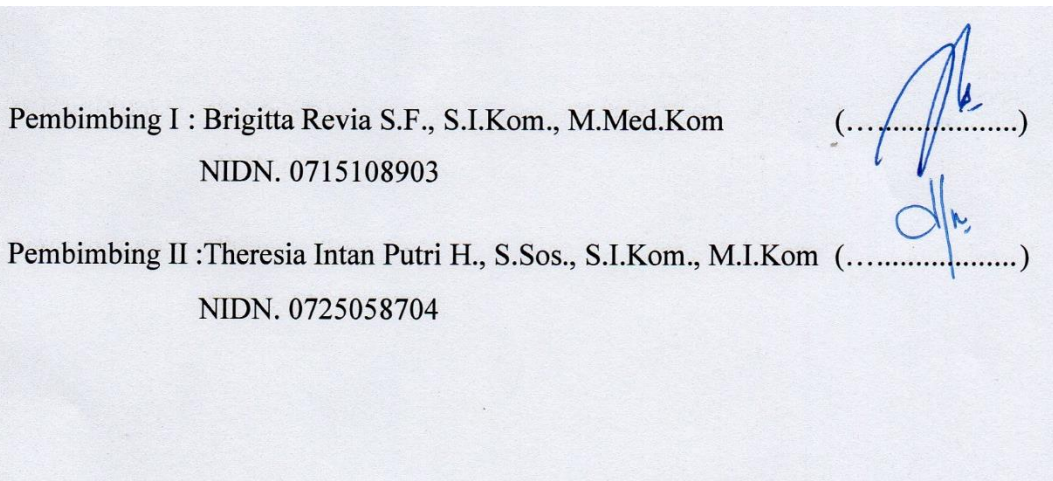 Pembimbing I : Brigitta Revia S.F., S.I.Kom., M.Med.Kom (......................)
NIDN. 0715108903
Pembimbing II :Theresia Intan Putri H., S.Sos., S.I.Kom., M.I.Kom (......................)
NIDN. 0725058704